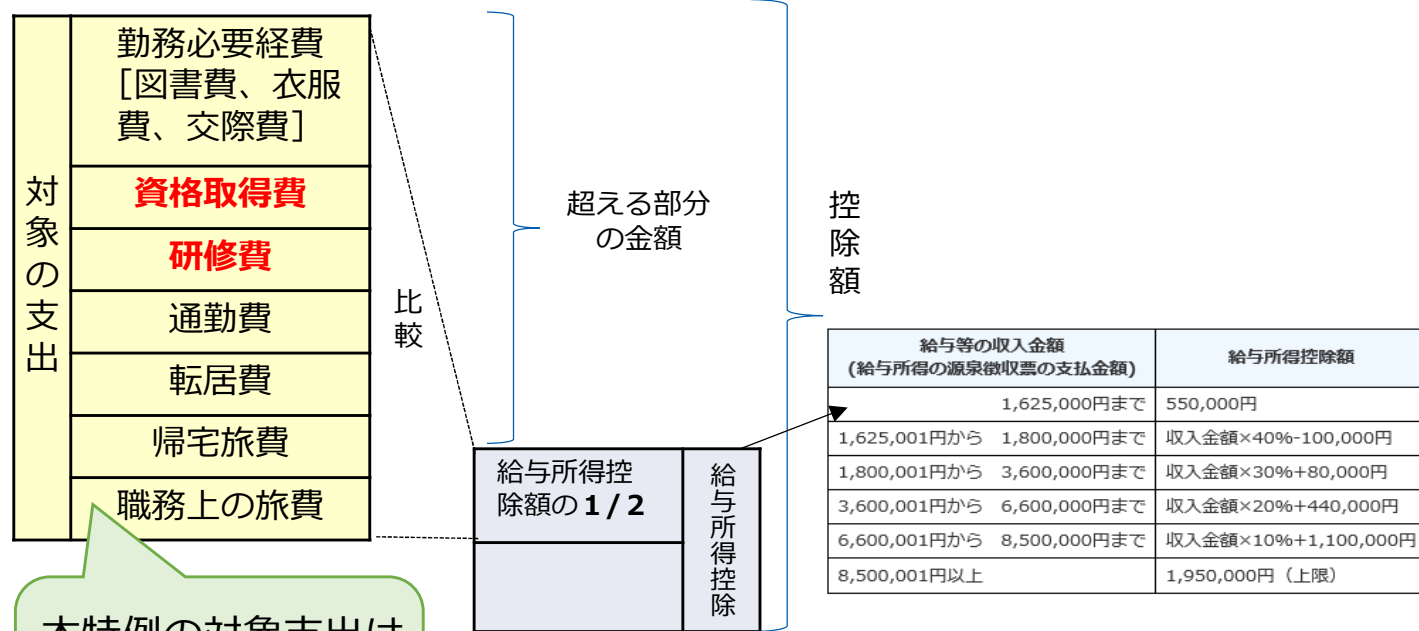 対象の支出
勤務必要経費
［図書費、衣服
費、交際費］
資格取得費
研修費
通勤費
転居費
帰宅旅費
職務上の旅費
比較
超える部分
の金額
控除額
給与所得控
除額の1/2
給与所得控除
給与等の収入金額
(給与所得の源泉徴収票の支払金額)
給与所得控除額
1,625,000円まで 550,000円
1,625,001円から 1,800,000円まで 収入金額×40%-100,000円
1,800,001円から 3,600,000円まで 収入金額×30%+80,000円
3,600,001円から 6,600,000円まで 収入金額×20%+440,000円
6,600,001円から 8,500,000円まで 収入金額×10%+1,100,000円
8,500,001円以上 1,950,000円（上限）
本特例の対象支出は